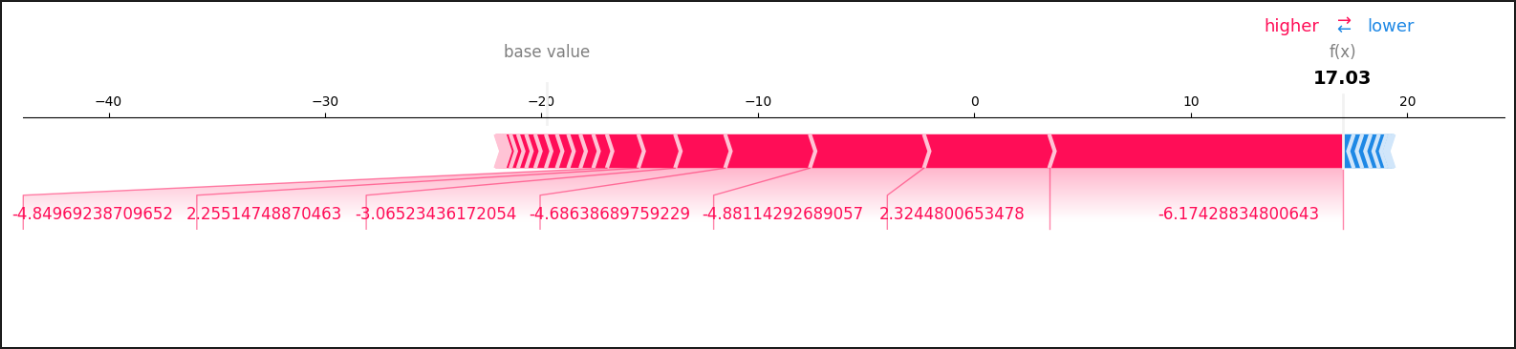 higher ⇄ lower
base value f(x)
17.03
−40 −30 −20 −10 0 10 20
-4.84969238709652 2.25514748870463 -3.06523436172054 -4.68638689759229 -4.88114292689057 2.3244800653478 -6.17428834800643